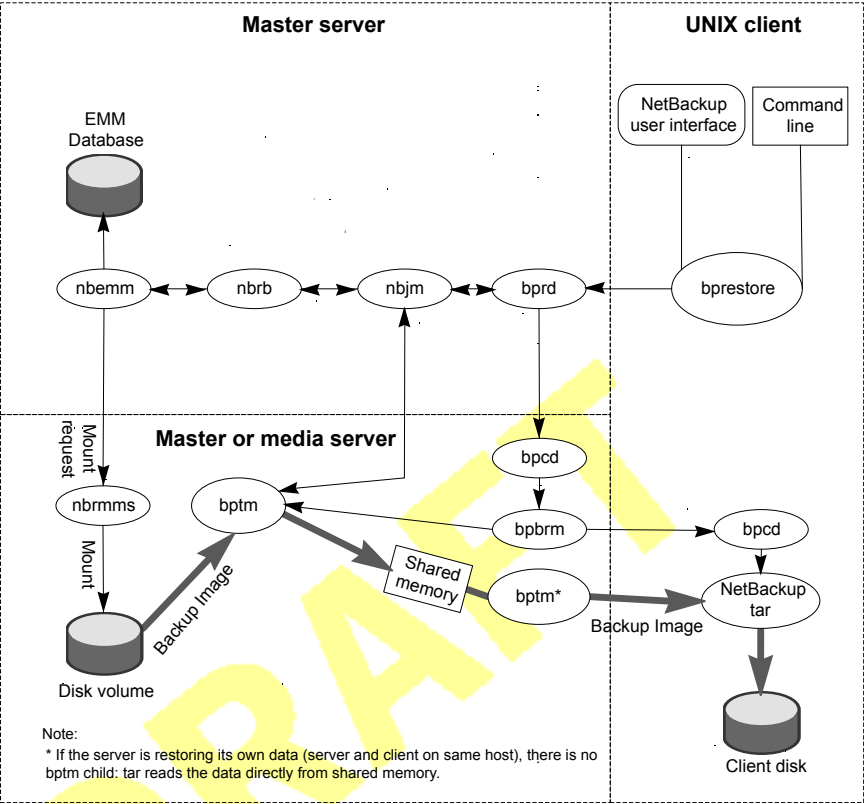 Master server
UNIX client
EMM
Database
NetBackup
user interface
Command
line
nbemm
nbrb
nbjm
bprd
bprestore
Mount
request
Master or media server
bpcd
nbrmms
bptm
bpbrm
bpcd
Mount
Shared
memory
bptm*
NetBackup
tar
Backup Image
Backup Image
Disk volume
Client disk
Note:
* If the server is restoring its own data (server and client on same host), there is no
bptm child: tar reads the data directly from shared memory.
DRAFT